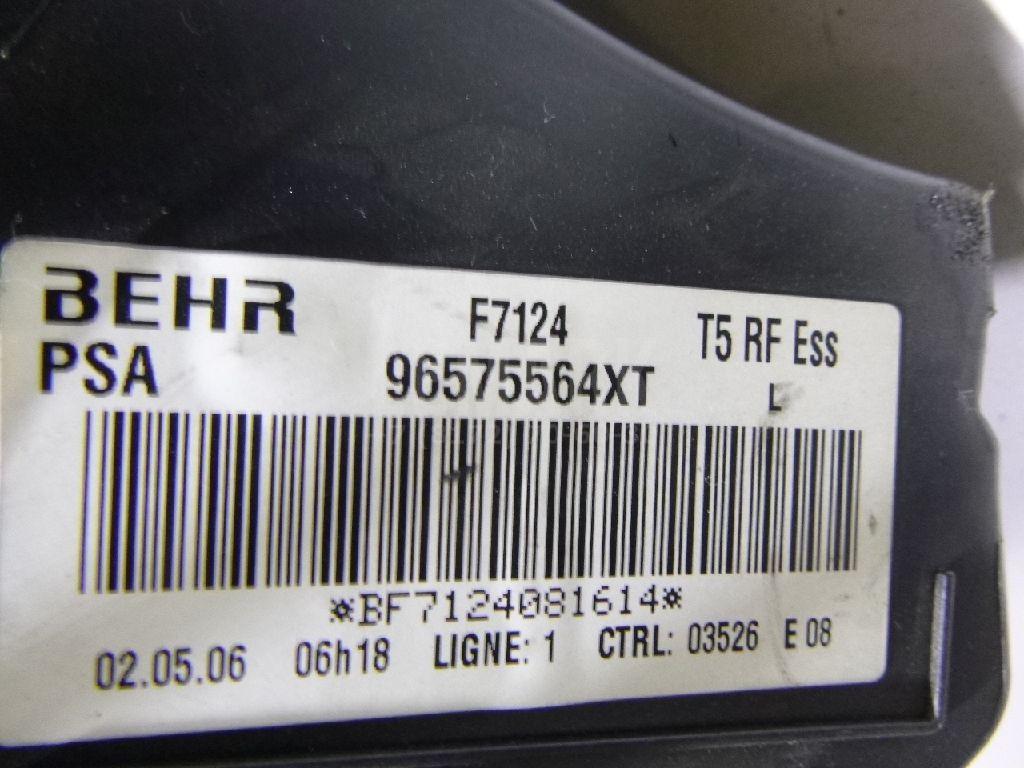 BEHR F7124 T5 RF Ess
PSA 96575564XT L
*BF7124081614*
02.05.06 06h18 LIGNE: 1 CTRL: 03526 E 08